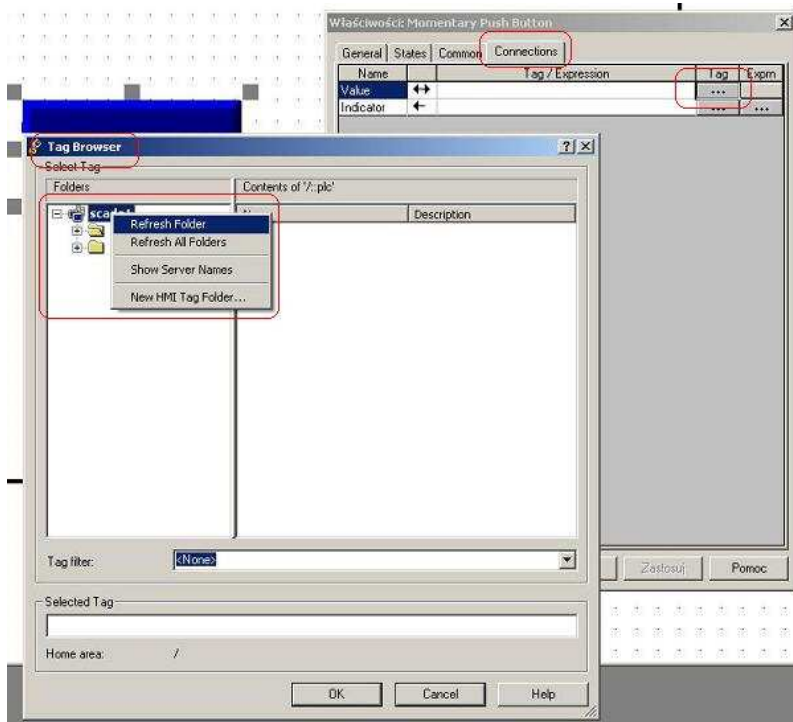 Właściwości: Momentary Push Button
General States Common Connections
Name Tag / Expression Tag Exprn
Value ↔ ...
Indicator ← ... ...
Tag Browser
Select Tag
Folders Contents of '/::plc'
Description
Refresh Folder
Refresh All Folders
Show Server Names
New HMI Tag Folder...
Tag filter: <None>
Zastosuj Pomoc
Selected Tag
Home area: /
OK Cancel Help